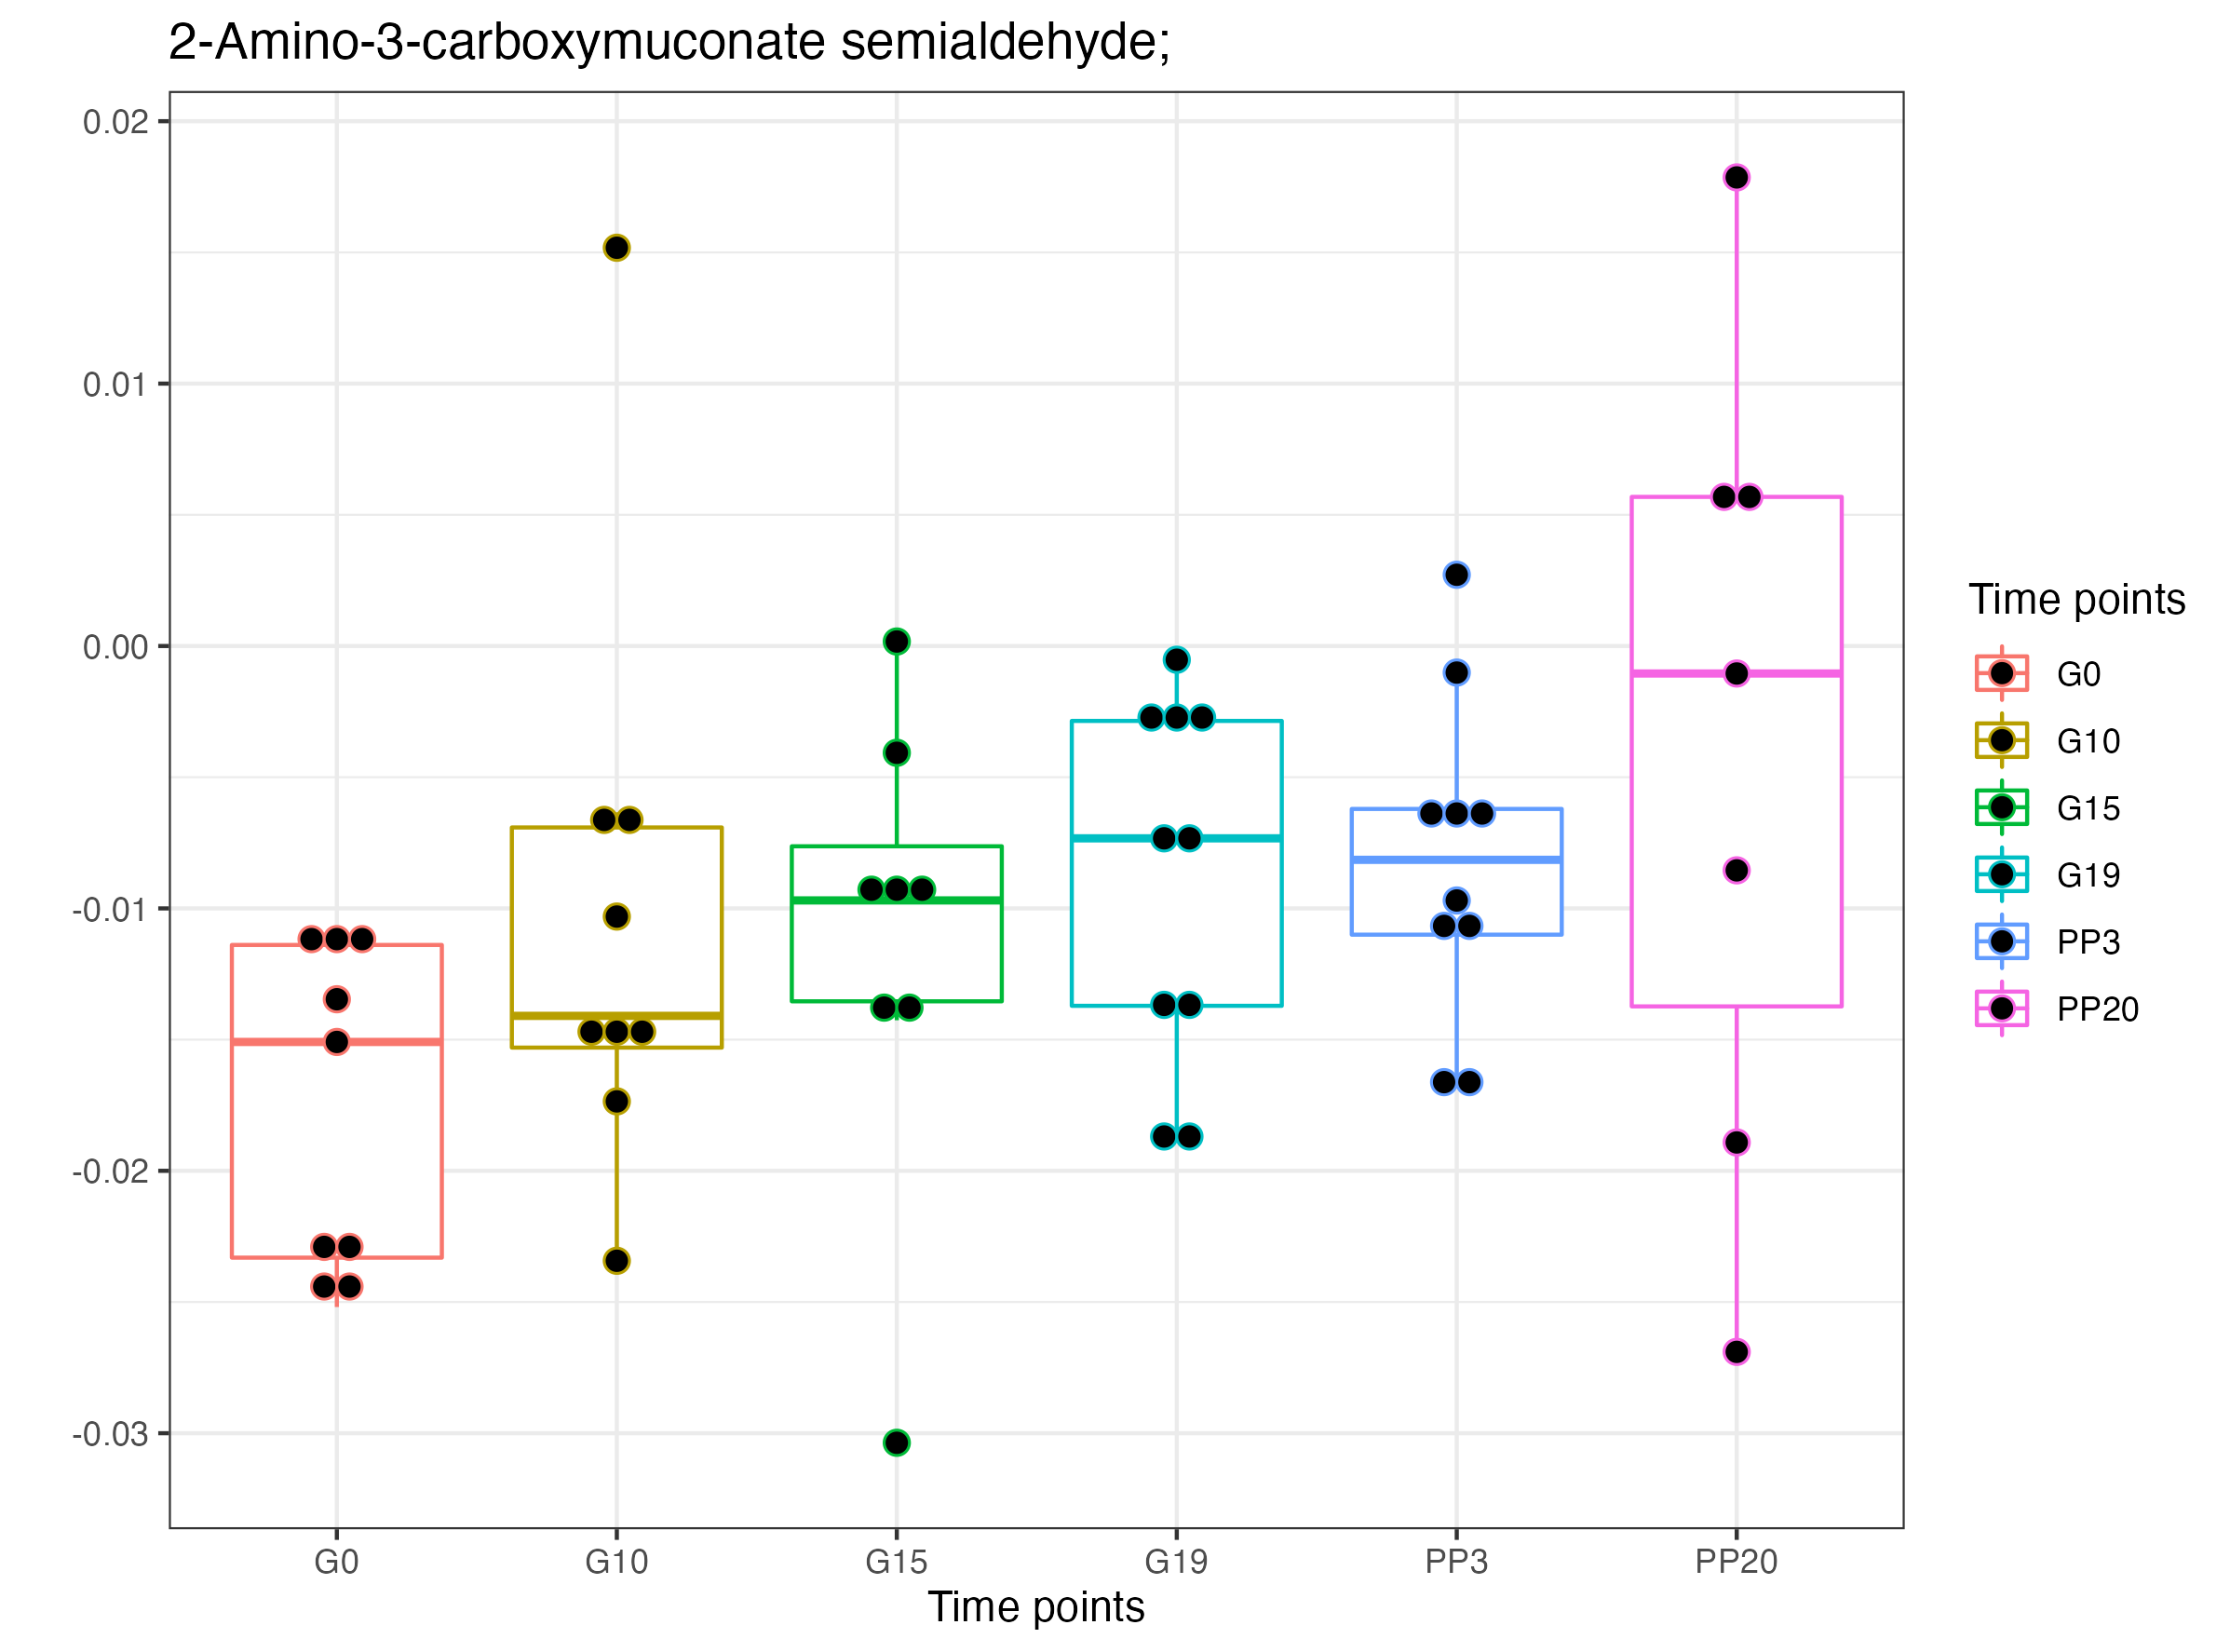 2-Amino-3-carboxymuconate semialdehyde;
0.02
0.01
0.00
-0.01
-0.02
-0.03
G0 G10 G15 G19 PP3 PP20
Time points
Time points
G0
G10
G15
G19
PP3
PP20